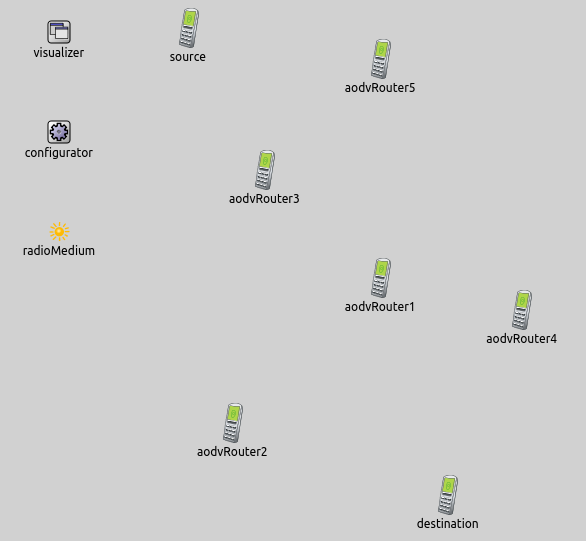 visualizer
source
aodvRouter5
configurator
aodvRouter3
radioMedium
aodvRouter1
aodvRouter4
aodvRouter2
destination